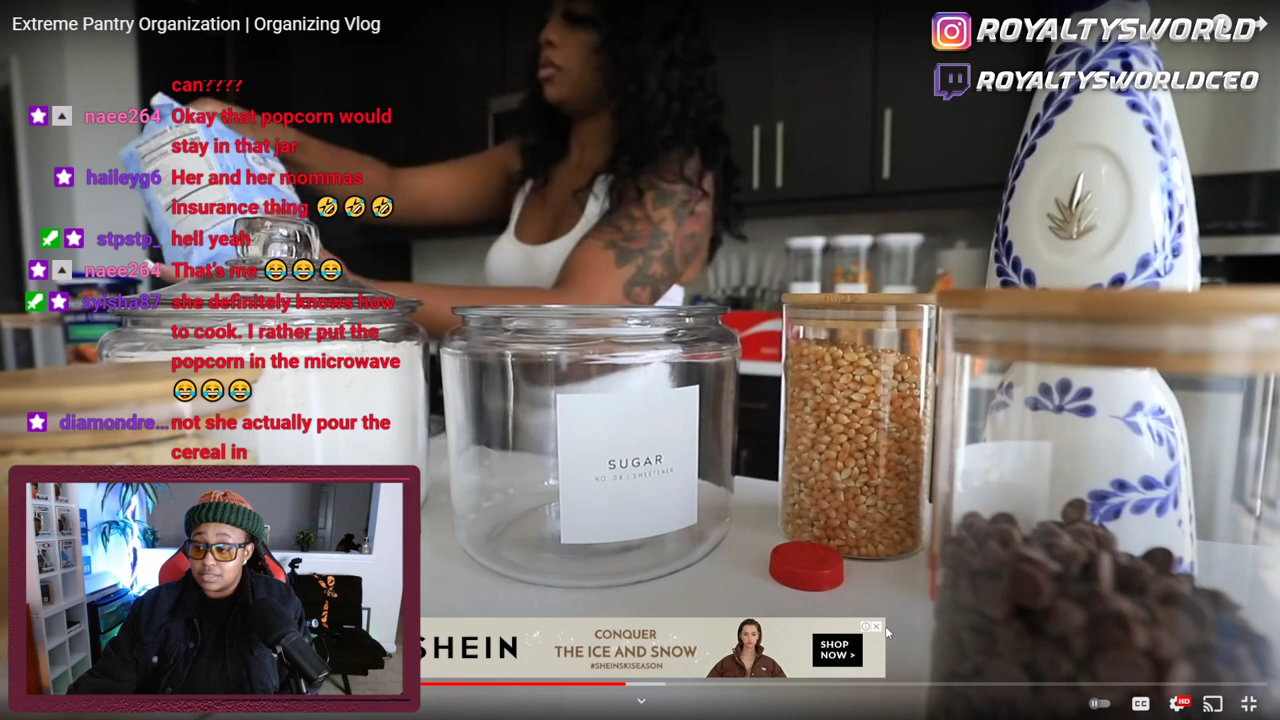 Extreme Pantry Organization | Organizing Vlog
ROYALTYSWORLD
ROYALTYSWORLDCEO
can????
naee264 Okay that popcorn would
stay in that jar
haileyg6 Her and her mommas
insurance thing 🤣 🤣 🤣
stpstp_ hell yeah
naee264 That's me 😂 😂 😂
syisha87 she definitely knows how
to cook. I rather put the
popcorn in the microwave
😂 😂 😂
diamondre... not she actually pour the
cereal in
SUGAR
SHEIN
CONQUER
THE ICE AND SNOW
#SHEINSKISEASON
SHOP
NOW >
CC
HD